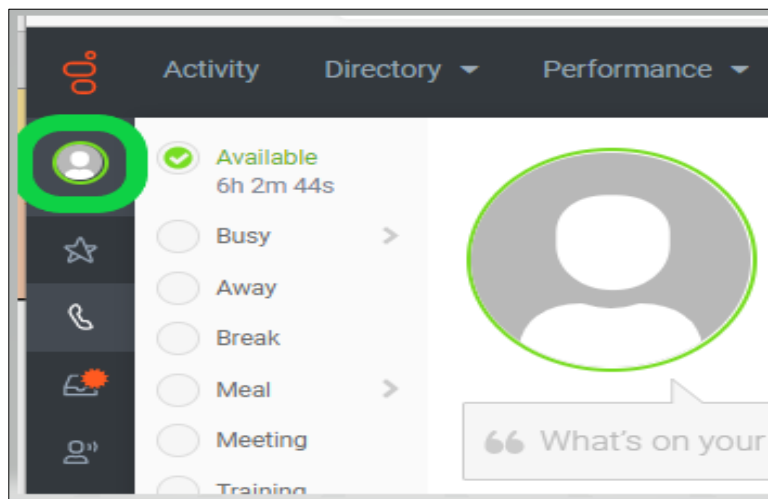 Activity Directory Performance
Available
6h 2m 44s
Busy
Away
Break
Meal
Meeting
Training
What's on your